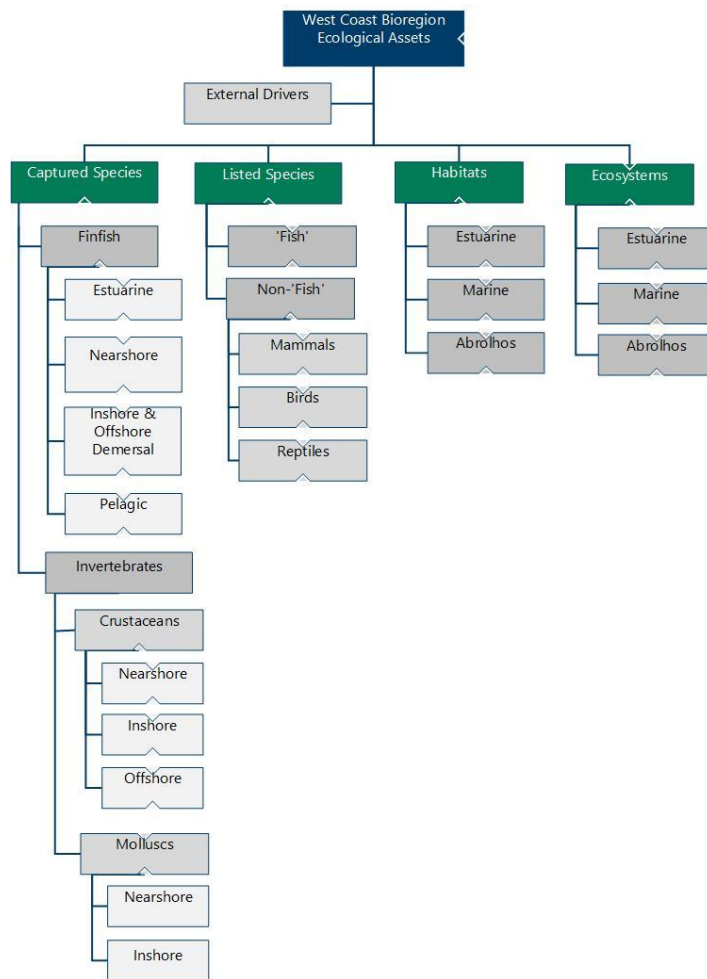 West Coast Bioregion
Ecological Assets
External Drivers
Captured Species
Finfish
Estuarine
Nearshore
Inshore &
Offshore
Demersal
Pelagic
Invertebrates
Crustaceans
Nearshore
Inshore
Offshore
Molluscs
Nearshore
Inshore
Listed Species
'Fish'
Non-'Fish'
Mammals
Birds
Reptiles
Habitats
Estuarine
Marine
Abrolhos
Ecosystems
Estuarine
Marine
Abrolhos